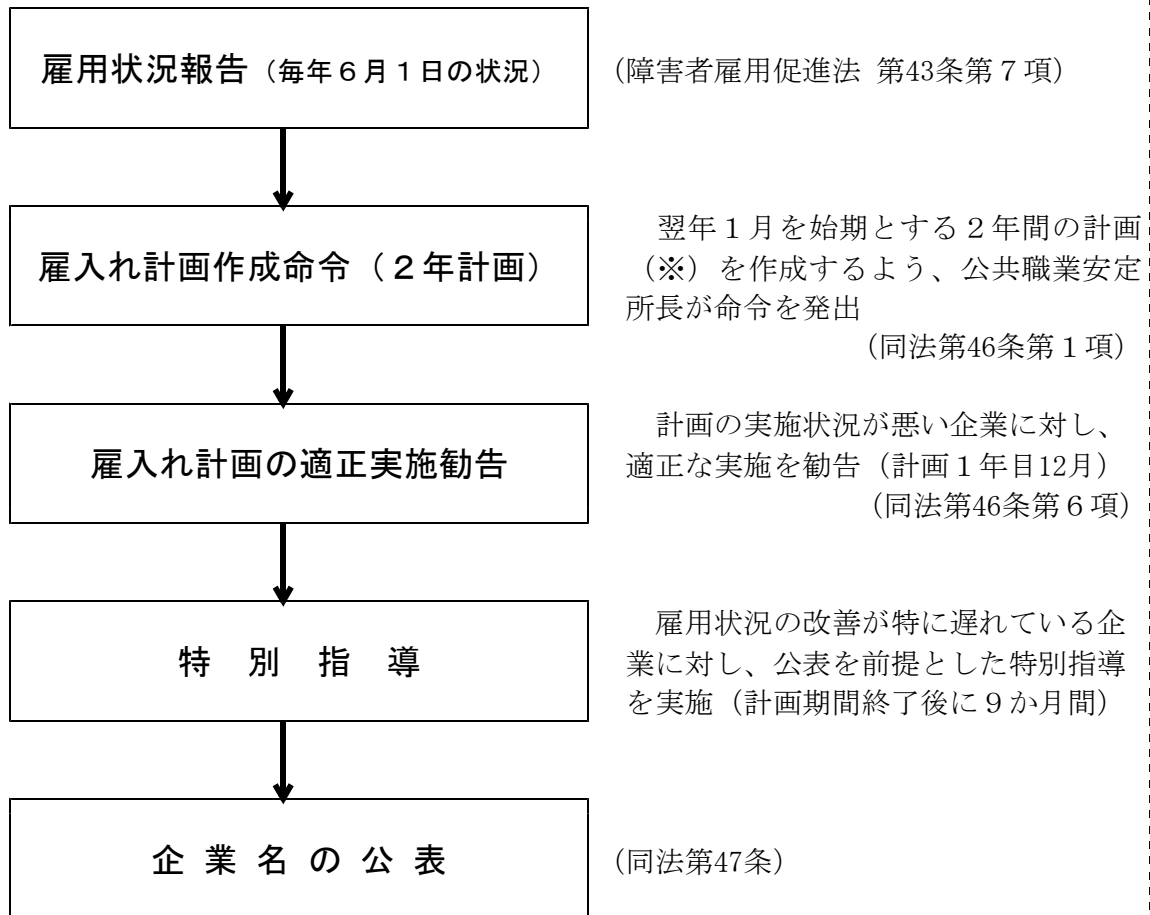 雇用状況報告（毎年６月１日の状況）
（障害者雇用促進法 第43条第７項）
雇入れ計画作成命令（２年計画）
翌年１月を始期とする２年間の計画
（※）を作成するよう、公共職業安定
所長が命令を発出
（同法第46条第１項）
雇入れ計画の適正実施勧告
計画の実施状況が悪い企業に対し、
適正な実施を勧告（計画１年目12月）
（同法第46条第６項）
特別指導
雇用状況の改善が特に遅れている企
業に対し、公表を前提とした特別指導
を実施（計画期間終了後に９か月間）
企業名の公表
（同法第47条）